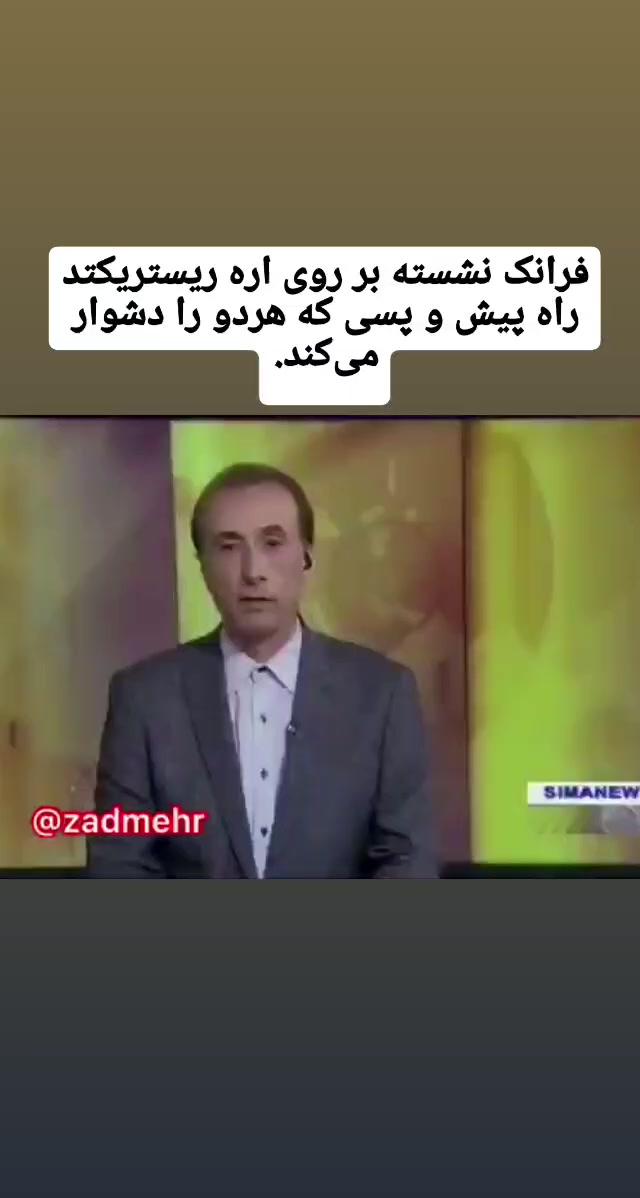 فرانک نشسته بر روی اره ریستریکتد
راه پیش و پسی که هردو را دشوار
می‌کند.
SIMANEW
@zadmehr